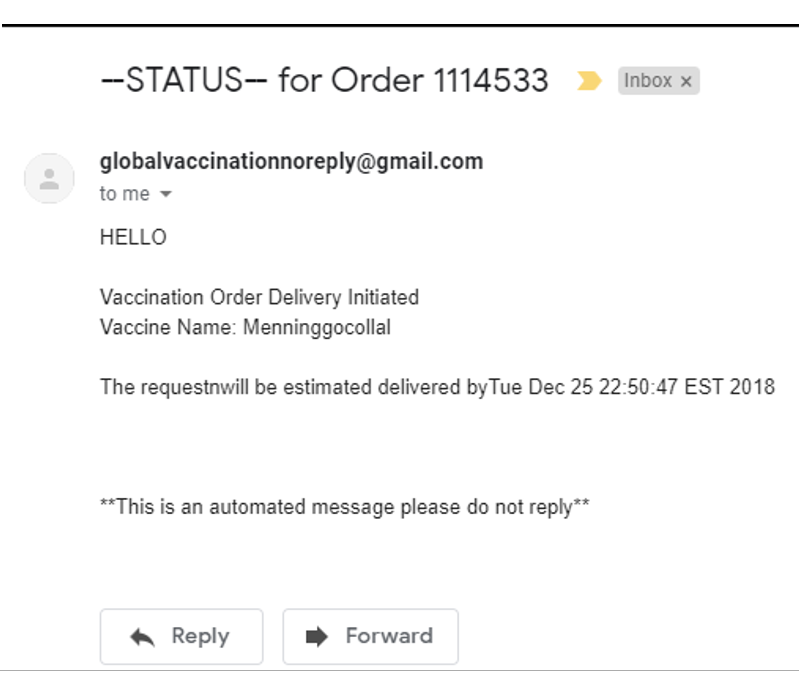 --STATUS-- for Order 1114533
Inbox ×
globalvaccinationnoreply@gmail.com
to me
HELLO
Vaccination Order Delivery Initiated
Vaccine Name: Menninggocollal
The requestnwill be estimated delivered byTue Dec 25 22:50:47 EST 2018
**This is an automated message please do not reply**
Reply
Forward